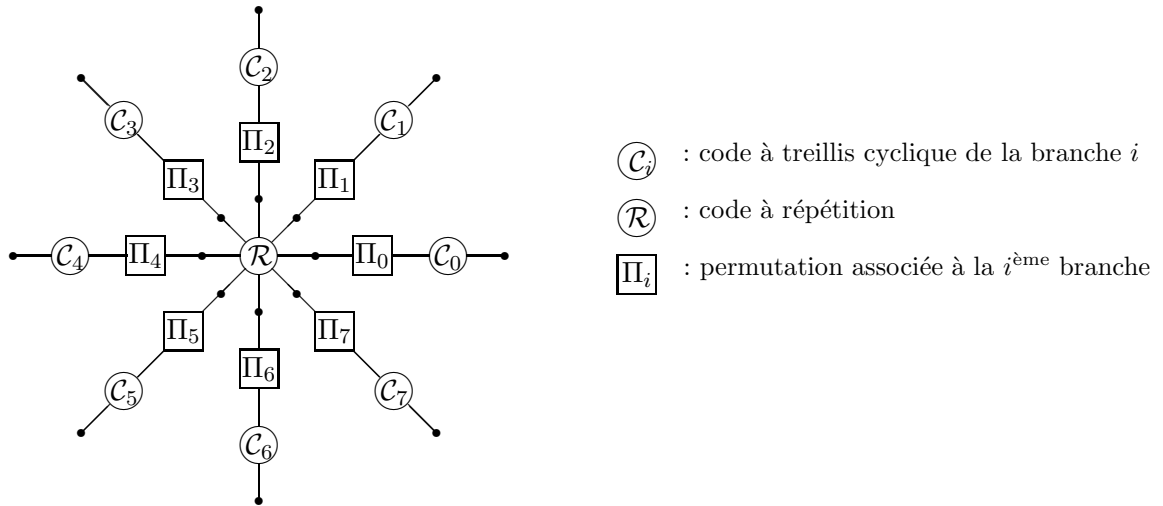 𝒞₂
𝒞₃
𝒞₁
Π₂
Π₃
Π₁
𝒞₄
Π₄
ℛ
Π₀
𝒞₀
Π₅
Π₇
Π₆
𝒞₅
𝒞₇
𝒞₆
𝒞ᵢ : code à treillis cyclique de la branche i
ℛ : code à répétition
Πᵢ : permutation associée à la iᵉ̀ᵐᵉ branche